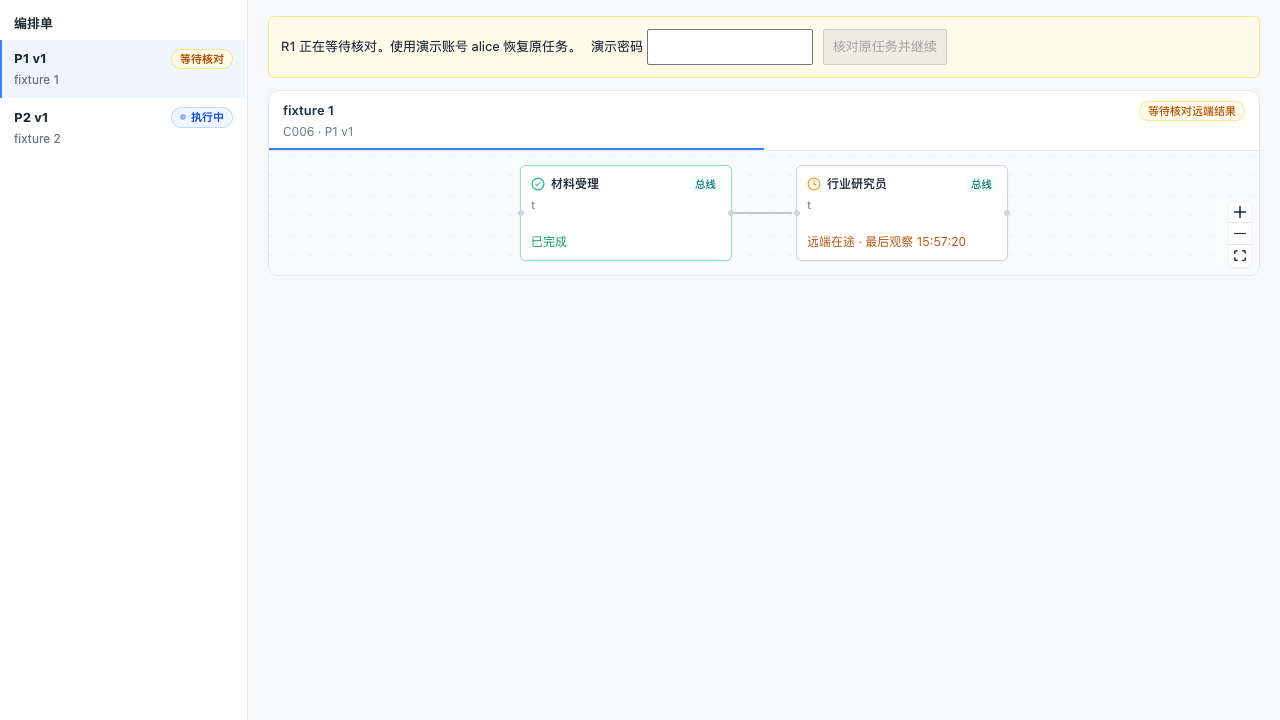 编排单
P1 v1 等待核对
fixture 1
P2 v1 执行中
fixture 2
R1 正在等待核对。使用演示账号 alice 恢复原任务。 演示密码 核对原任务并继续
fixture 1 等待核对远端结果
C006 · P1 v1
材料受理 总线
t
已完成
行业研究员 总线
t
远端在途 · 最后观察 15:57:20